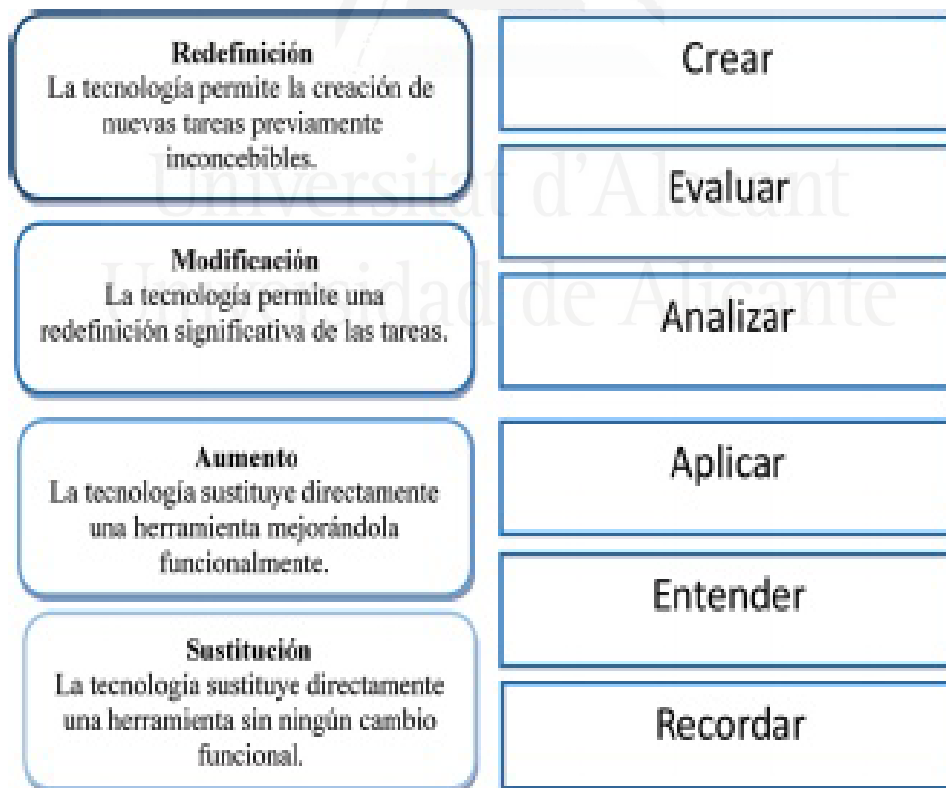 Redefinición
La tecnología permite la creación de
nuevas tareas previamente
inconcebibles.
Modificación
La tecnología permite una
redefinición significativa de las tareas.
Aumento
La tecnología sustituye directamente
una herramienta mejorándola
funcionalmente.
Sustitución
La tecnología sustituye directamente
una herramienta sin ningún cambio
funcional.
Crear
Evaluar
Analizar
Aplicar
Entender
Recordar
Universitat d'Alacant
Universidad de Alicante